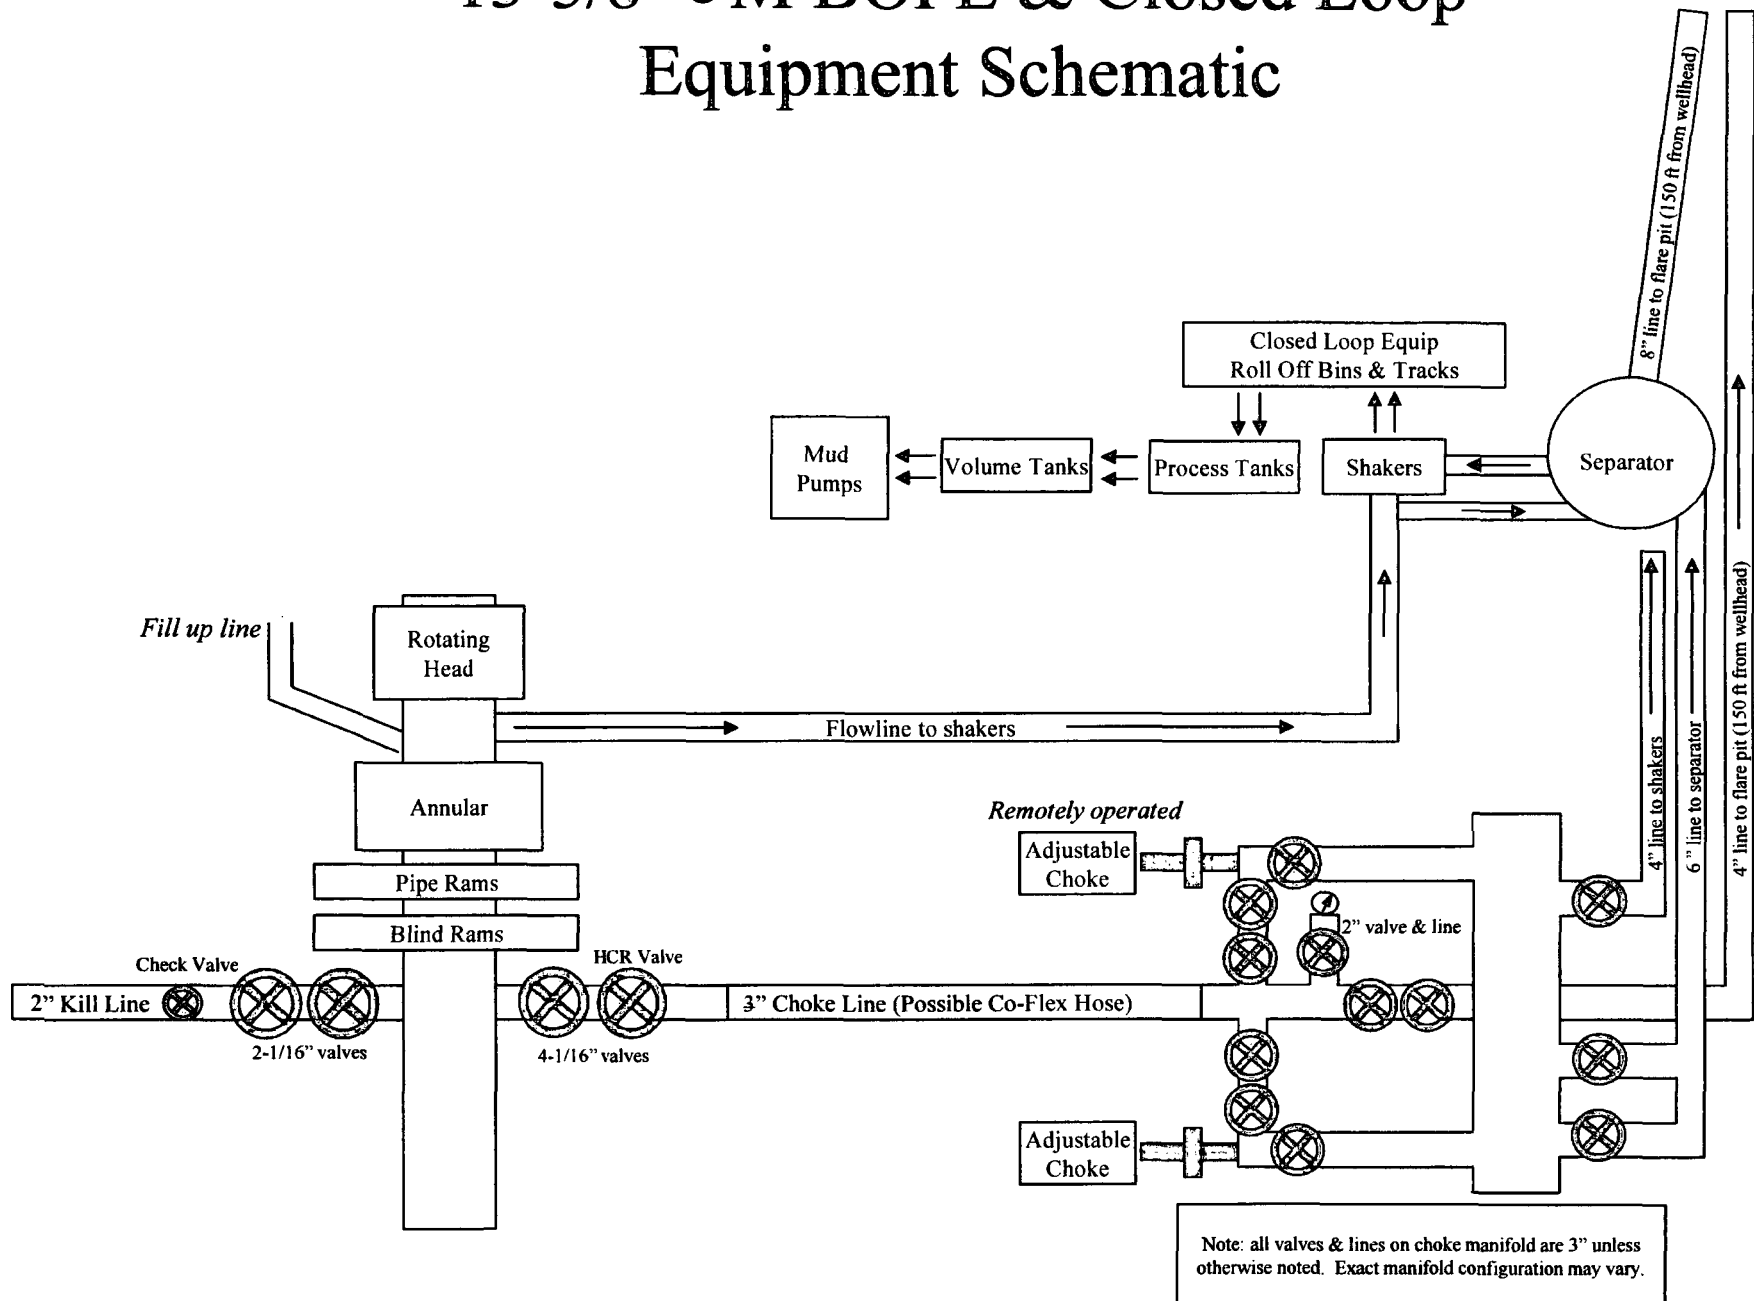 M BOPE & Closed Loop
Equipment Schematic
8” line to flare pit (150 ft from wellhead)
Closed Loop Equip
Roll Off Bins & Tracks
Mud
Pumps
Volume Tanks
Process Tanks
Shakers
Separator
Fill up line
Rotating
Head
Flowline to shakers
Annular
Pipe Rams
Blind Rams
Check Valve
HCR Valve
2” Kill Line
3” Choke Line (Possible Co-Flex Hose)
2-1/16” valves
4-1/16” valves
Remotely operated
Adjustable
Choke
2” valve & line
Adjustable
Choke
4” line to shakers
6 ” line to separator
4” line to flare pit (150 ft from wellhead)
Note: all valves & lines on choke manifold are 3” unless
otherwise noted. Exact manifold configuration may vary.